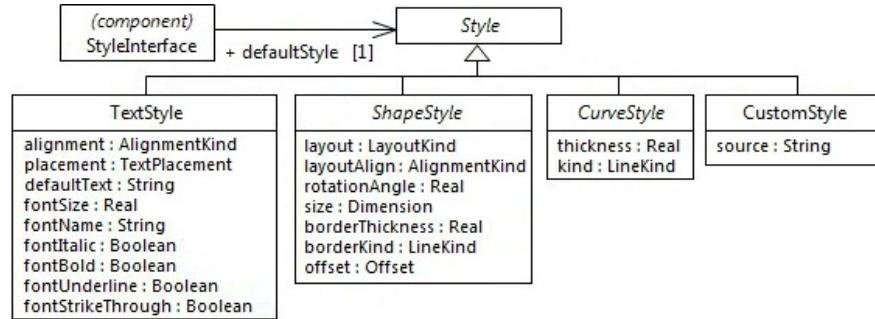 (component)
StyleInterface
+ defaultStyle [1]
Style
TextStyle
alignment : AlignmentKind
placement : TextPlacement
defaultText : String
fontSize : Real
fontName : String
fontItalic : Boolean
fontBold : Boolean
fontUnderline : Boolean
fontStrikeThrough : Boolean
ShapeStyle
layout : LayoutKind
layoutAlign : AlignmentKind
rotationAngle : Real
size : Dimension
borderThickness : Real
borderKind : LineKind
offset : Offset
CurveStyle
thickness : Real
kind : LineKind
CustomStyle
source : String